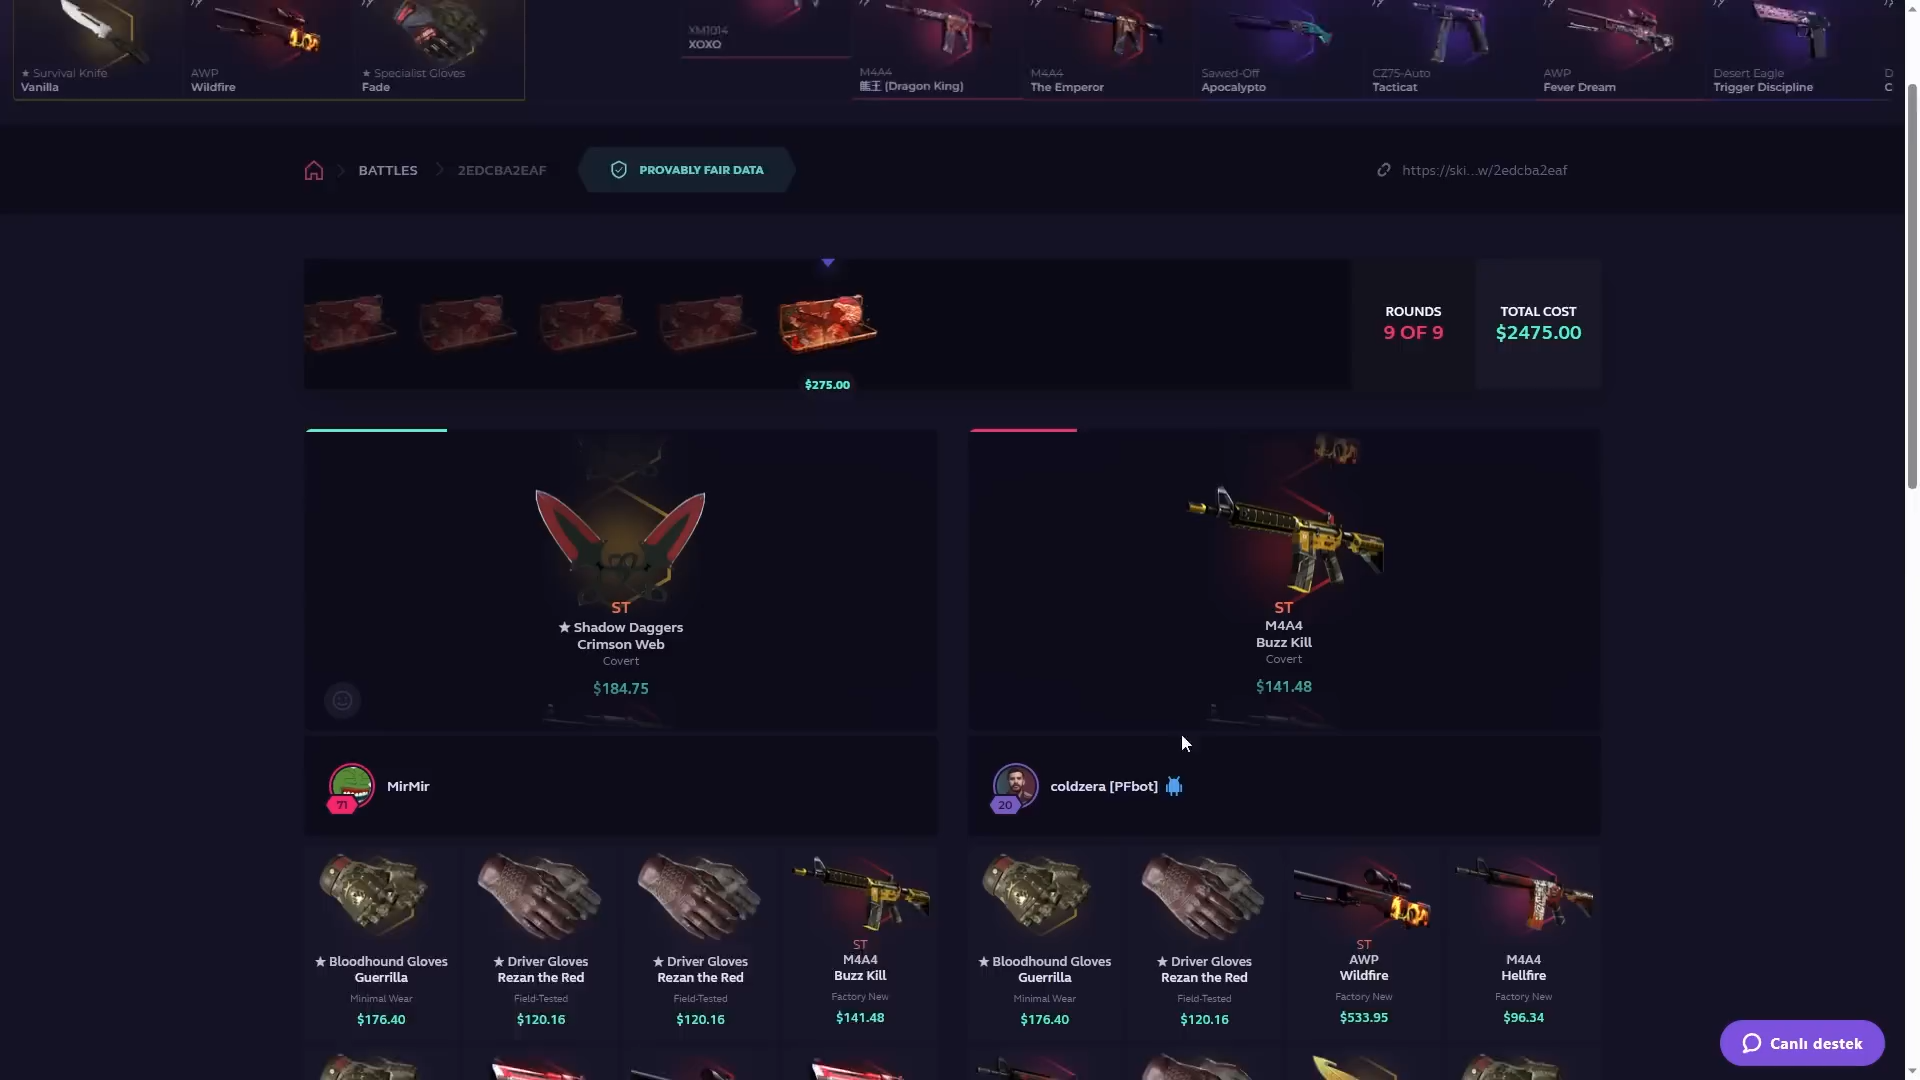 ★ Survival Knife
Vanilla
AWP
Wildfire
★ Specialist Gloves
Fade
XM1014
XOXO
M4A4
龍王 (Dragon King)
M4A4
The Emperor
Sawed-Off
Apocalypto
CZ75-Auto
Tacticat
AWP
Fever Dream
Desert Eagle
Trigger Discipline
D
C
BATTLES
2EDCBA2EAF
PROVABLY FAIR DATA
https://ski...w/2edcba2eaf
$275.00
ROUNDS
9 OF 9
TOTAL COST
$2475.00
ST
★ Shadow Daggers
Crimson Web
Covert
$184.75
ST
M4A4
Buzz Kill
Covert
$141.48
71
MirMir
20
coldzera [PFbot]
★ Bloodhound Gloves
Guerrilla
Minimal Wear
$176.40
★ Driver Gloves
Rezan the Red
Field-Tested
$120.16
★ Driver Gloves
Rezan the Red
Field-Tested
$120.16
ST
M4A4
Buzz Kill
Factory New
$141.48
★ Bloodhound Gloves
Guerrilla
Minimal Wear
$176.40
★ Driver Gloves
Rezan the Red
Field-Tested
$120.16
ST
AWP
Wildfire
Factory New
$533.95
M4A4
Hellfire
Factory New
$96.34
Canlı destek